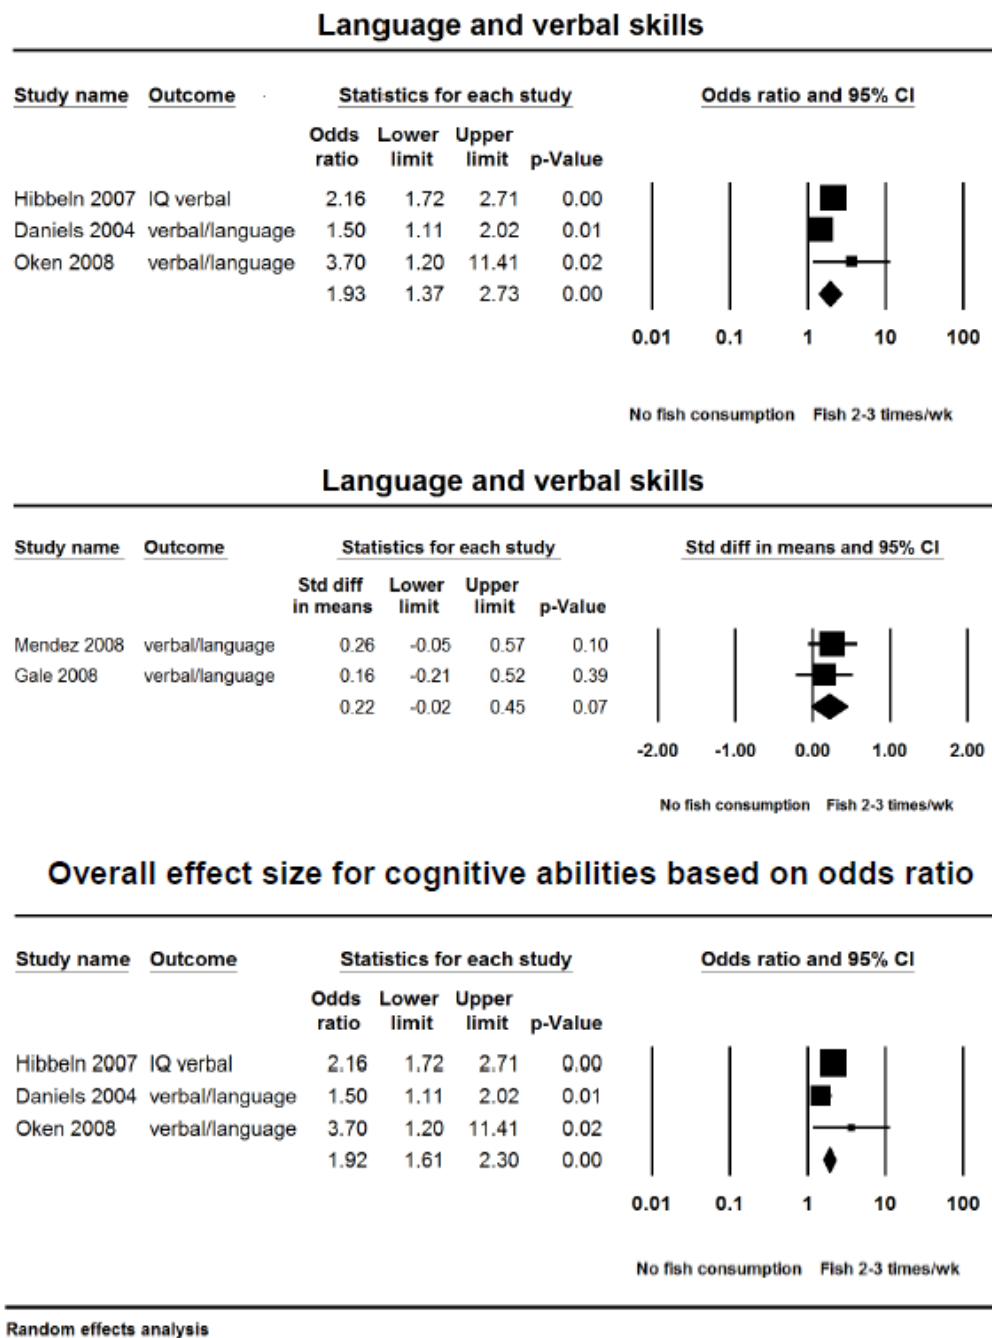 Language and verbal skills
Study name Outcome Statistics for each study Odds ratio and 95% CI
Odds ratio Lower limit Upper limit p-Value
Hibbeln 2007 IQ verbal 2.16 1.72 2.71 0.00
Daniels 2004 verbal/language 1.50 1.11 2.02 0.01
Oken 2008 verbal/language 3.70 1.20 11.41 0.02
1.93 1.37 2.73 0.00
0.01 0.1 1 10 100
No fish consumption Fish 2-3 times/wk
Language and verbal skills
Study name Outcome Statistics for each study Std diff in means and 95% CI
Std diff in means Lower limit Upper limit p-Value
Mendez 2008 verbal/language 0.26 -0.05 0.57 0.10
Gale 2008 verbal/language 0.16 -0.21 0.52 0.39
0.22 -0.02 0.45 0.07
-2.00 -1.00 0.00 1.00 2.00
No fish consumption Fish 2-3 times/wk
Overall effect size for cognitive abilities based on odds ratio
Study name Outcome Statistics for each study Odds ratio and 95% CI
Odds ratio Lower limit Upper limit p-Value
Hibbeln 2007 IQ verbal 2.16 1.72 2.71 0.00
Daniels 2004 verbal/language 1.50 1.11 2.02 0.01
Oken 2008 verbal/language 3.70 1.20 11.41 0.02
1.92 1.61 2.30 0.00
0.01 0.1 1 10 100
No fish consumption Fish 2-3 times/wk
Random effects analysis